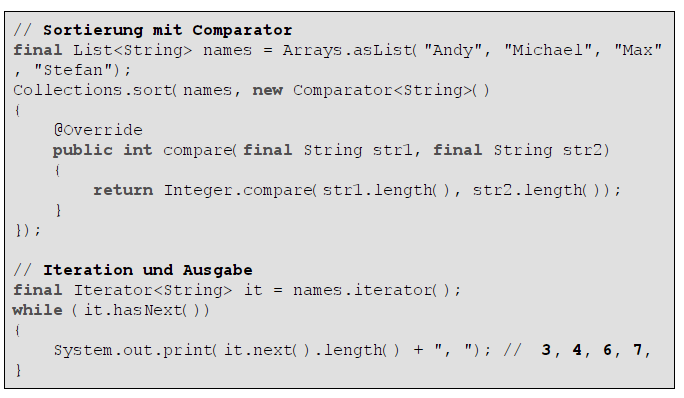 // Sortierung mit Comparator
final List<String> names = Arrays.asList( "Andy", "Michael", "Max"
, "Stefan");
Collections.sort( names, new Comparator<String>()
{
    @Override
    public int compare( final String str1, final String str2)
    {
        return Integer.compare( str1.length(), str2.length());
    }
});

// Iteration und Ausgabe
final Iterator<String> it = names.iterator();
while ( it.hasNext())
{
    System.out.print( it.next().length() + ", "); // 3, 4, 6, 7,
}